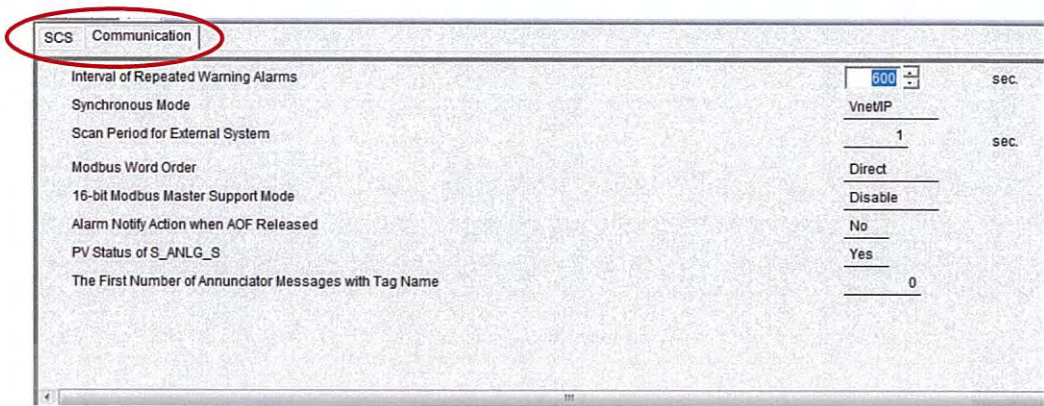 SCS Communication
Interval of Repeated Warning Alarms 600 sec.
Synchronous Mode Vnet/IP
Scan Period for External System 1 sec.
Modbus Word Order Direct
16-bit Modbus Master Support Mode Disable
Alarm Notify Action when AOF Released No
PV Status of S_ANLG_S Yes
The First Number of Annunciator Messages with Tag Name 0